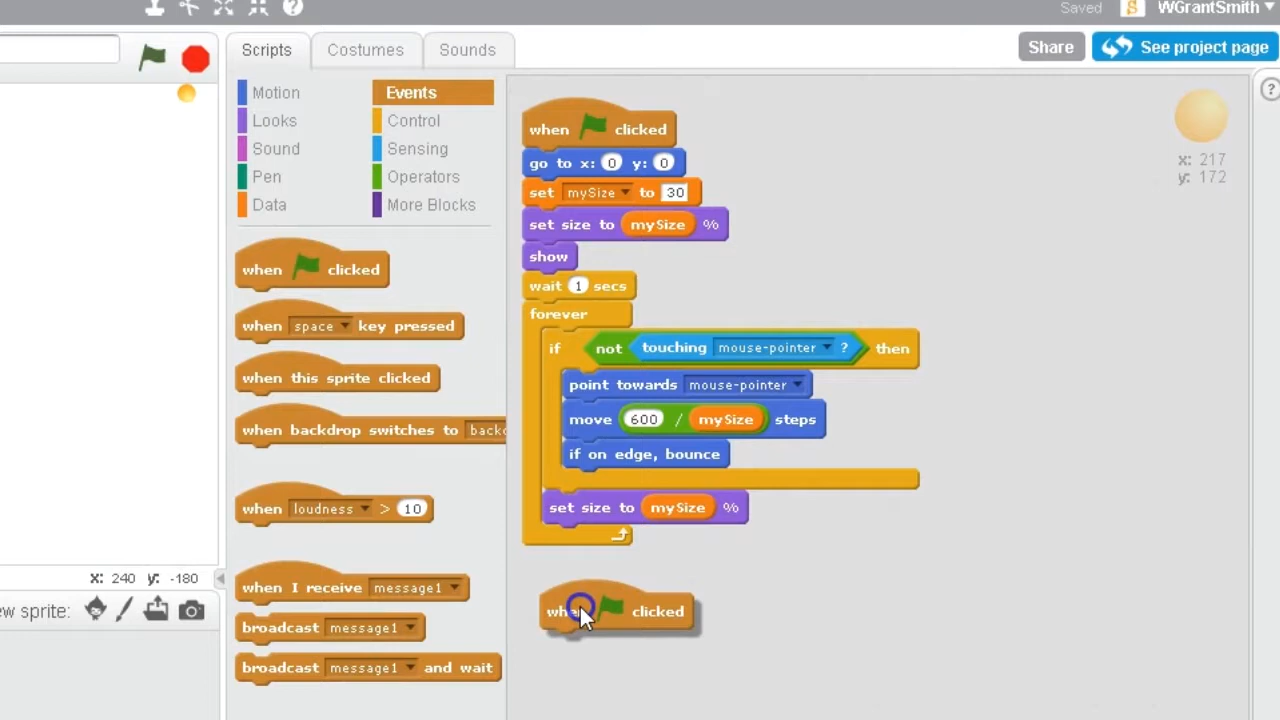 Saved S WGrantSmith
Scripts Costumes Sounds Share See project page
Motion Events
Looks Control
Sound Sensing
Pen Operators
Data More Blocks
when clicked
when space key pressed
when this sprite clicked
when backdrop switches to
when loudness > 10
when I receive message1
broadcast message1
broadcast message1 and wait
when clicked
go to x: 0 y: 0
set mySize to 30
set size to mySize %
show
wait 1 secs
forever
if not touching mouse-pointer ? then
point towards mouse-pointer
move 600 / mySize steps
if on edge, bounce
set size to mySize %
clicked
x: 217
y: 172
x: 240 y: -180
sprite:
?
?